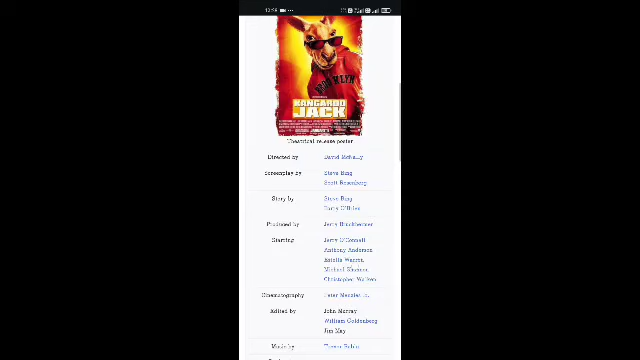 BROOKLYN
KANGAROO
JACK
Theatrical release poster
Directed by David McNally
Screenplay by Steve Bing
Scott Rosenberg
Story by Steve Bing
Barry O'Brien
Produced by Jerry Bruckheimer
Starring Jerry O'Connell
Anthony Anderson
Estella Warren
Michael Shannon
Christopher Walken
Cinematography Peter Menzies Jr.
Edited by John Murray
William Goldenberg
Jim May
Music by Trevor Rabin